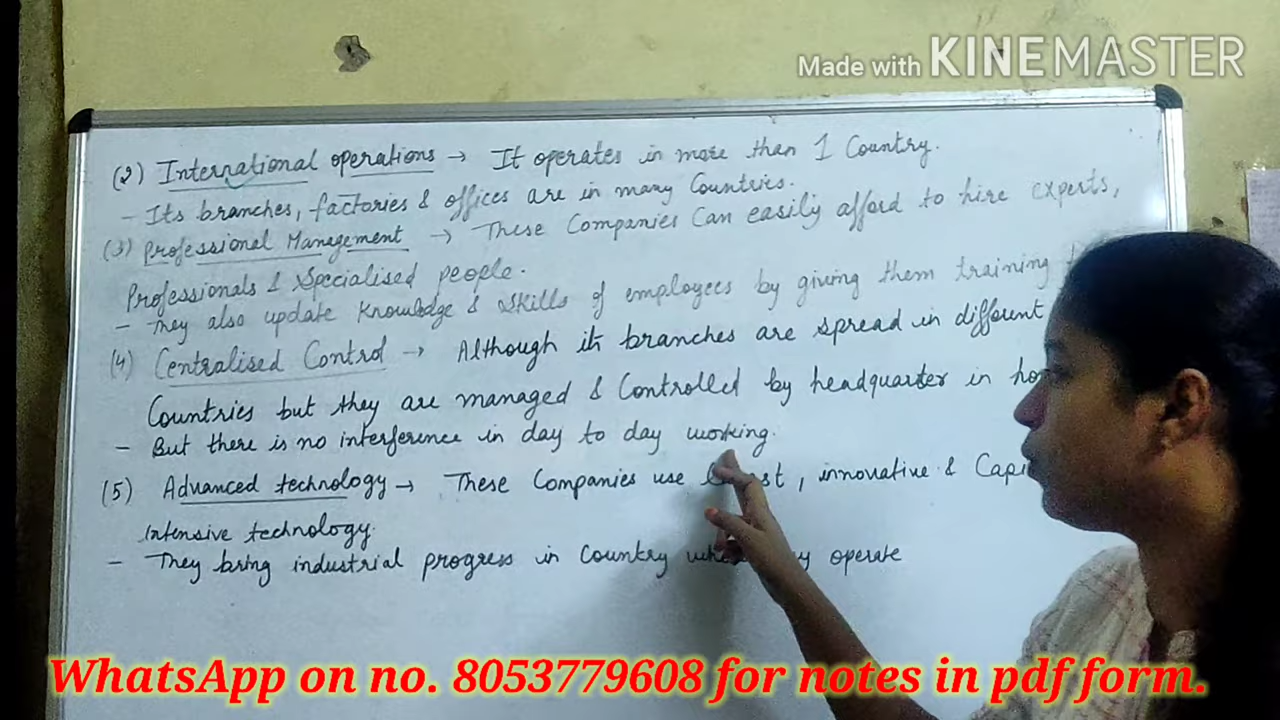 Made with KINEMASTER
(2) International operations → It operates in more than 1 Country.
- Its branches, factories & offices are in many Countries.
(3) Professional Management → These Companies Can easily afford to hire experts,
Professionals & Specialised people.
- They also update Knowledge & Skills of employees by giving them training
(4) Centralised Control → Although its branches are spread in different
Countries but they are managed & Controlled by headquarter in
- But there is no interference in day to day working.
(5) Advanced technology → These Companies use , innovative &
Intensive technology.
- They bring industrial progress in Country operate
WhatsApp on no. 8053779608 for notes in pdf form.